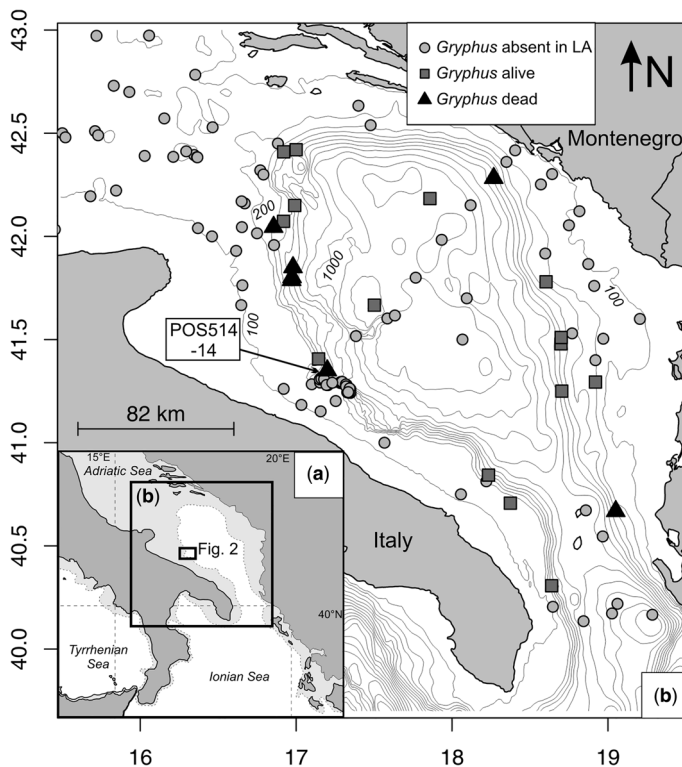 43.0
42.5
42.0
41.5
41.0
40.5
40.0
Gryphus absent in LA
Gryphus alive
Gryphus dead
N
Montenegro
200
1000
100
100
POS514
-14
82 km
Italy
15°E
20°E
Adriatic Sea
(a)
(b)
Fig. 2
40°N
Tyrrhenian
Sea
Ionian Sea
(b)
16
17
18
19